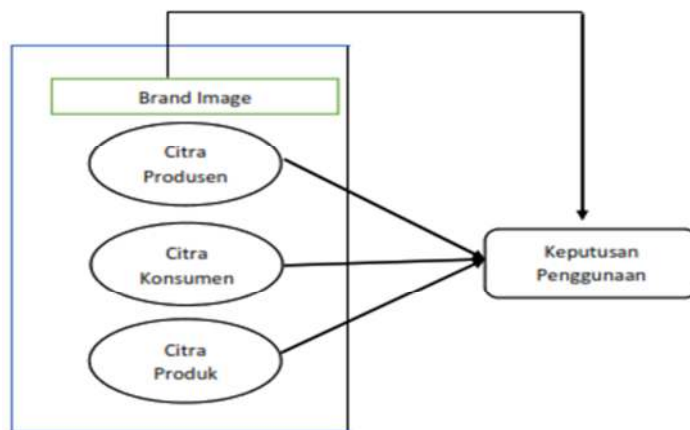 Brand Image
Citra
Produsen
Citra
Konsumen
Citra
Produk
Keputusan
Penggunaan